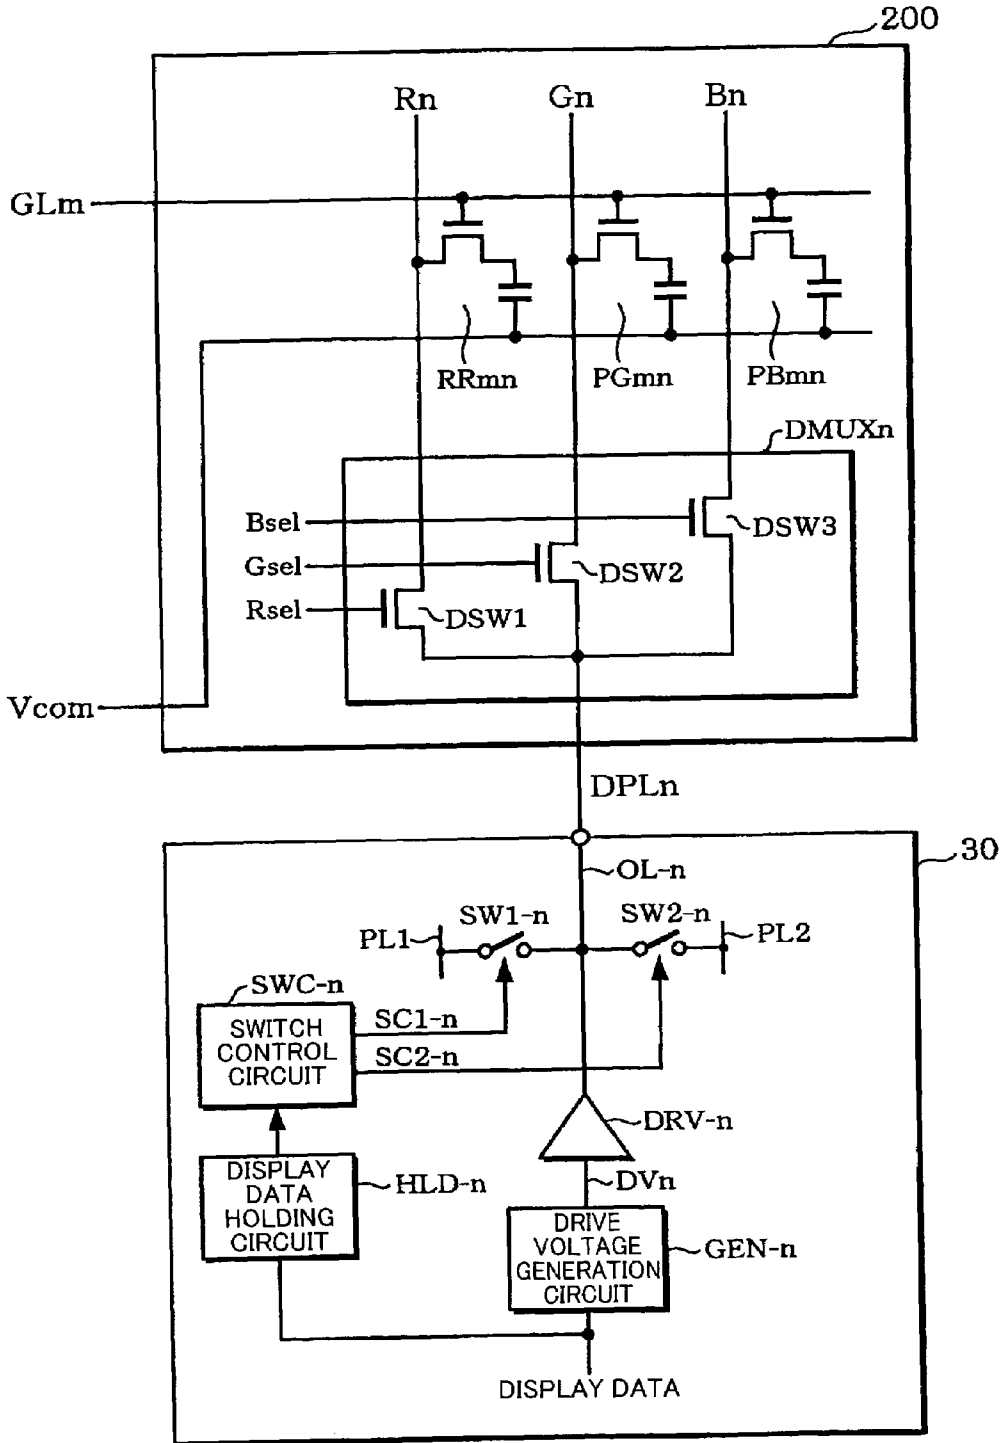 200
Rn Gn Bn
GLm
RRmn PGmn PBmn
DMUXn
Bsel DSW3
Gsel DSW2
Rsel DSW1
Vcom
DPLn
30
OL-n
SW1-n SW2-n
PL1 PL2
SWC-n
SWITCH
CONTROL
CIRCUIT
SC1-n
SC2-n
DRV-n
DISPLAY
DATA
HOLDING
CIRCUIT
HLD-n
DVn
DRIVE
VOLTAGE
GENERATION
CIRCUIT
GEN-n
DISPLAY DATA